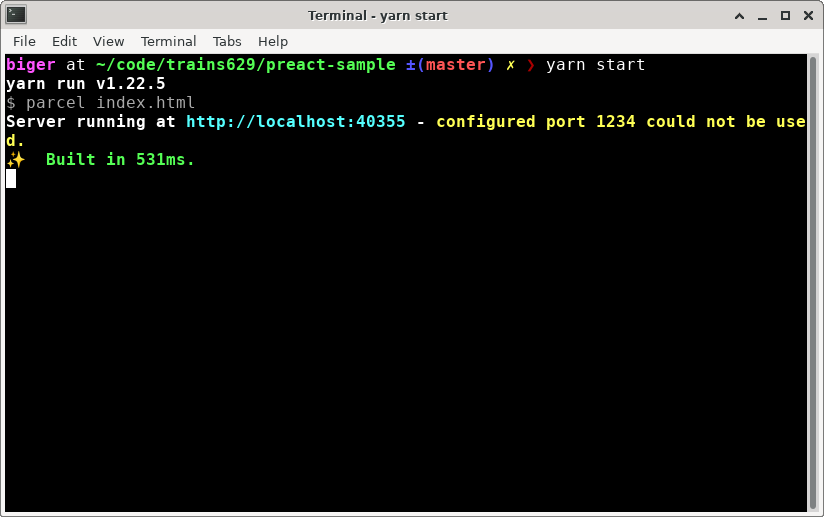 Terminal - yarn start
File Edit View Terminal Tabs Help
biger at ~/code/trains629/preact-sample ±(master) ✗ ❯ yarn start
yarn run v1.22.5
$ parcel index.html
Server running at http://localhost:40355 - configured port 1234 could not be use
d.
✨ Built in 531ms.